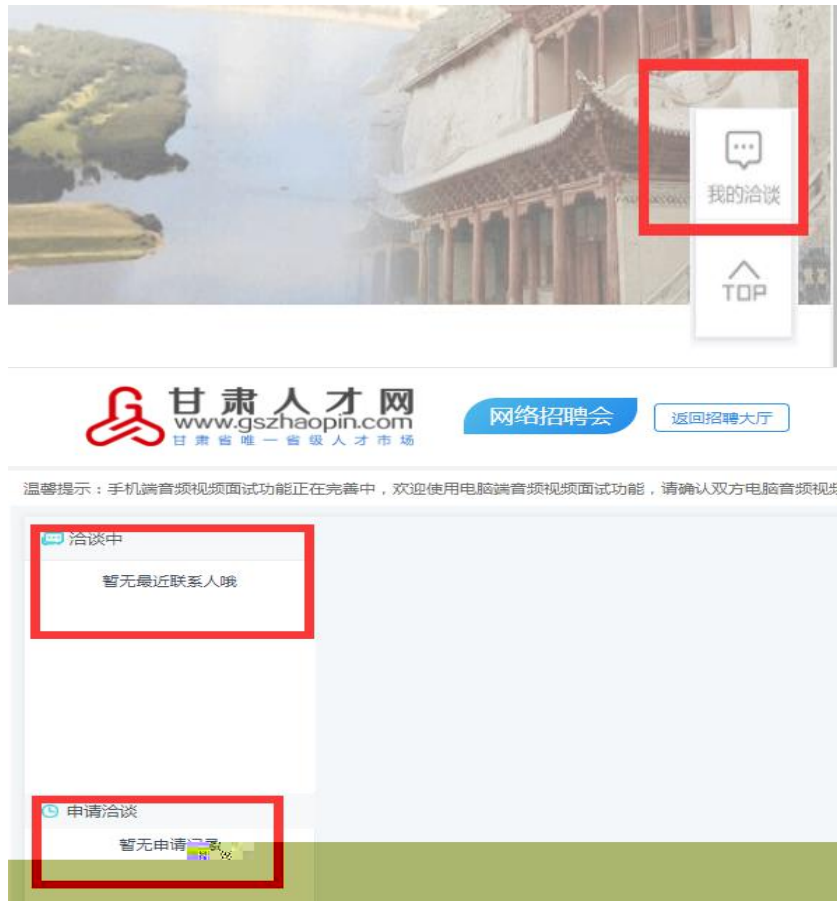 我的洽谈
TOP
甘肃人才网
www.gszhaopin.com
甘肃省唯一省级人才市场
网络招聘会
返回招聘大厅
温馨提示：手机端音频视频面试功能正在完善中，欢迎使用电脑端音频视频面试功能，请确认双方电脑音频视频
洽谈中
暂无最近联系人哦
申请洽谈
暂无申请记录